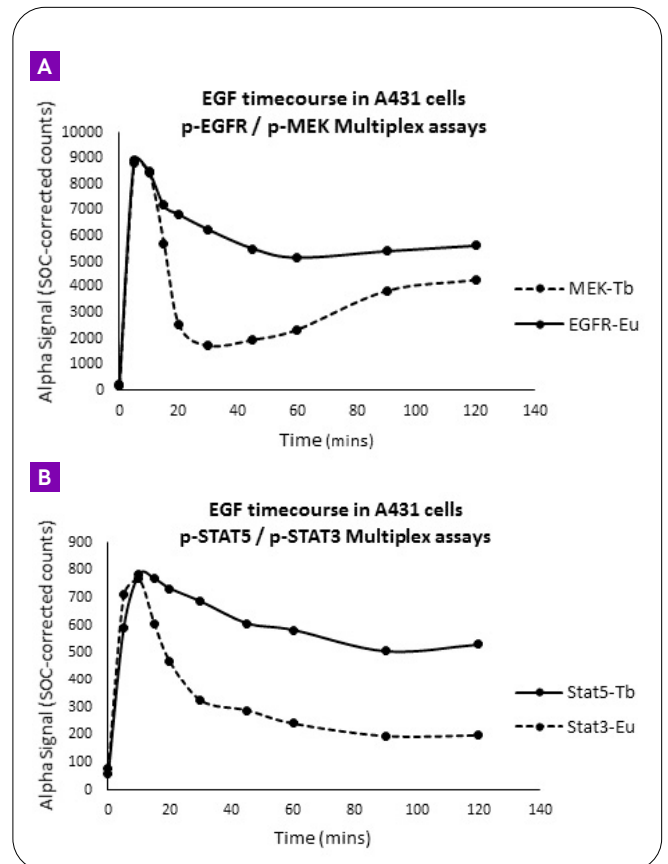 A
EGF timecourse in A431 cells
p-EGFR / p-MEK Multiplex assays
Alpha Signal (SOC-corrected counts)
10000
9000
8000
7000
6000
5000
4000
3000
2000
1000
0
0 20 40 60 80 100 120 140
Time (mins)
MEK-Tb
EGFR-Eu
B
EGF timecourse in A431 cells
p-STAT5 / p-STAT3 Multiplex assays
Alpha Signal (SOC-corrected counts)
900
800
700
600
500
400
300
200
100
0
0 20 40 60 80 100 120 140
Time (mins)
Stat5-Tb
Stat3-Eu